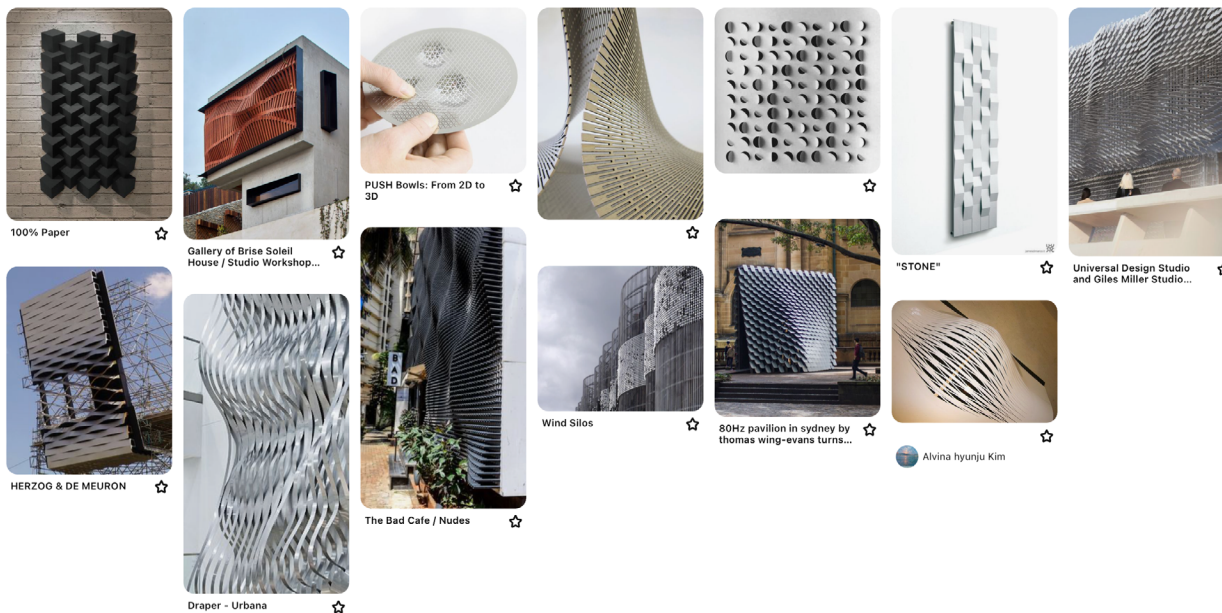 100% Paper
HERZOG & DE MEURON
Gallery of Brise Soleil
House / Studio Workshop...
Draper - Urbana
PUSH Bowls: From 2D to
3D
BAD
The Bad Cafe / Nudes
Wind Silos
80Hz pavilion in sydney by
thomas wing-evans turns...
"STONE"
Alvina hyunju Kim
Universal Design Studio
and Giles Miller Studio...